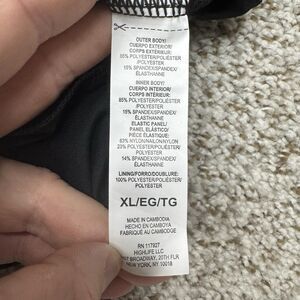 OUTER BODY/
CUERPO EXTERIOR/
CORPS EXTÉRIEUR:
85% POLYESTER/POLIÉSTER
/POLYESTER
15% SPANDEX/SPANDEX/
ÉLASTHANNE
INNER BODY/
CUERPO INTERIOR/
CORPS INTÉRIEUR:
85% POLYESTER/POLIÉSTER
/POLYESTER
15% SPANDEX/SPANDEX/
ÉLASTHANNE
ELASTIC PANEL/
PANEL ELÁSTICO/
PIÈCE ÉLASTIQUE:
NYLON/NAILON/NYLON
POLYESTER/POLIÉSTER
/POLYESTER
14% SPANDEX/SPANDEX/
ÉLASTHANNE
LINING/FORRO/DOUBLURE:
100% POLYESTER/POLIÉSTER/
POLYESTER
XL/EG/TG
MADE IN CAMBODIA
HECHO EN CAMBOYA
FABRIQUÉ AU CAMBODGE
RN 117927
HIGHLIFE LLC
BROADWAY, 20TH FLR
NEW YORK, NY 10018